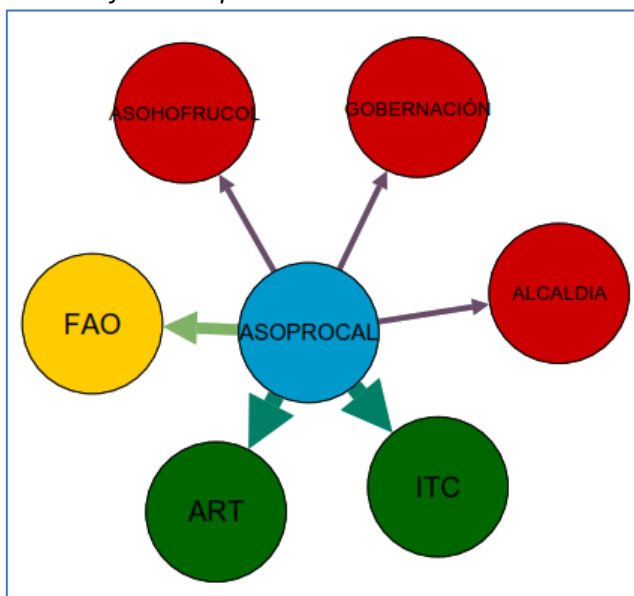 ASOHOFRUCOL
GOBERNACIÓN
ALCALDIA
FAO
ASOPROCAL
ART
ITC